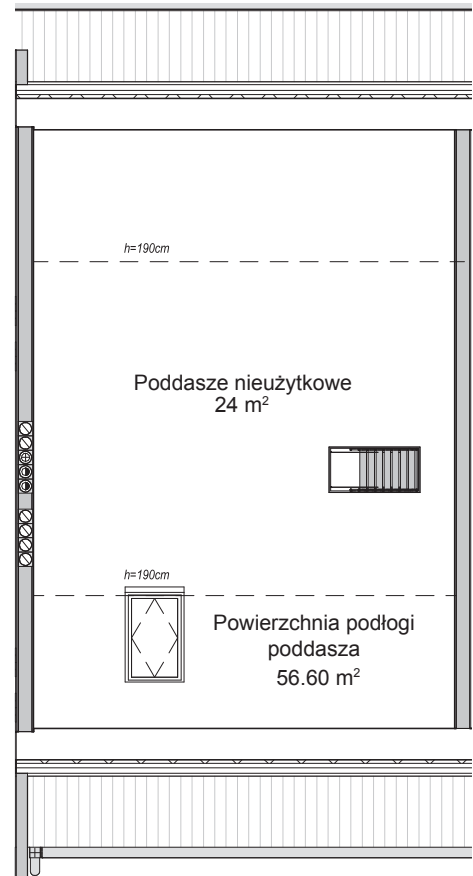 h=190cm
Poddasze nieużytkowe
24 m²
h=190cm
Powierzchnia podłogi
poddasza
56.60 m²